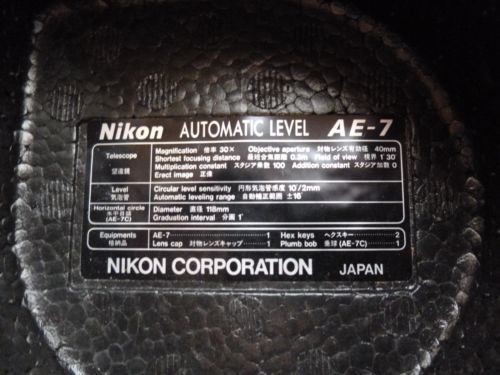 Nikon AUTOMATIC LEVEL AE-7
Telescope 望遠鏡
Magnification 倍率 30× Objective aperture 対物レンズ有効径 40mm
Shortest focusing distance 最短合焦距離 0.3m Field of view 視界 1°30'
Multiplication constant スタジア乗数 100 Addition constant スタジア加数 0
Erect image 正像
Level 気泡管
Circular level sensitivity 円形気泡管感度 10'/2mm
Automatic leveling range 自動補正範囲 ±16'
Horizontal circle 水平目盛 (AE-7C)
Diameter 直径 118mm
Graduation interval 分画 1°
Equipments 格納品
AE-7 1 Hex keys ヘクスキー 2
Lens cap 対物レンズキャップ 1 Plumb bob 垂球 (AE-7C) 1
NIKON CORPORATION JAPAN